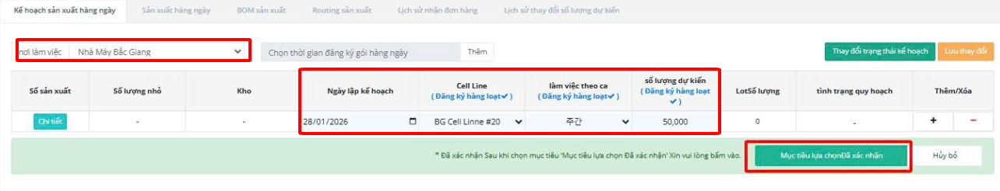 Kế hoạch sản xuất hàng ngày Sản xuất hàng ngày BOM sản xuất Routing sản xuất Lịch sử nhận đơn hàng Lịch sử thay đổi số lượng dự kiến
nơi làm việc Nhà Máy Bắc Giang Chọn thời gian đăng ký gói hàng ngày Thêm Thay đổi trạng thái kế hoạch Lưu thay đổi
Số sản xuất Số lượng nhỏ Kho Ngày lập kế hoạch Cell Line làm việc theo ca số lượng dự kiến LotSố lượng tình trạng quy hoạch Thêm/Xóa
(Đăng ký hàng loạt✔) (Đăng ký hàng loạt✔) (Đăng ký hàng loạt
✔)
Chi tiết - - 28/01/2026 BG Cell Linne #20 주간 50,000 0 - + −
* Đã xác nhận Sau khi chọn mục tiêu 'Mục tiêu lựa chọn Đã xác nhận' Xin vui lòng bấm vào. Mục tiêu lựa chọnĐã xác nhận Hủy bỏ